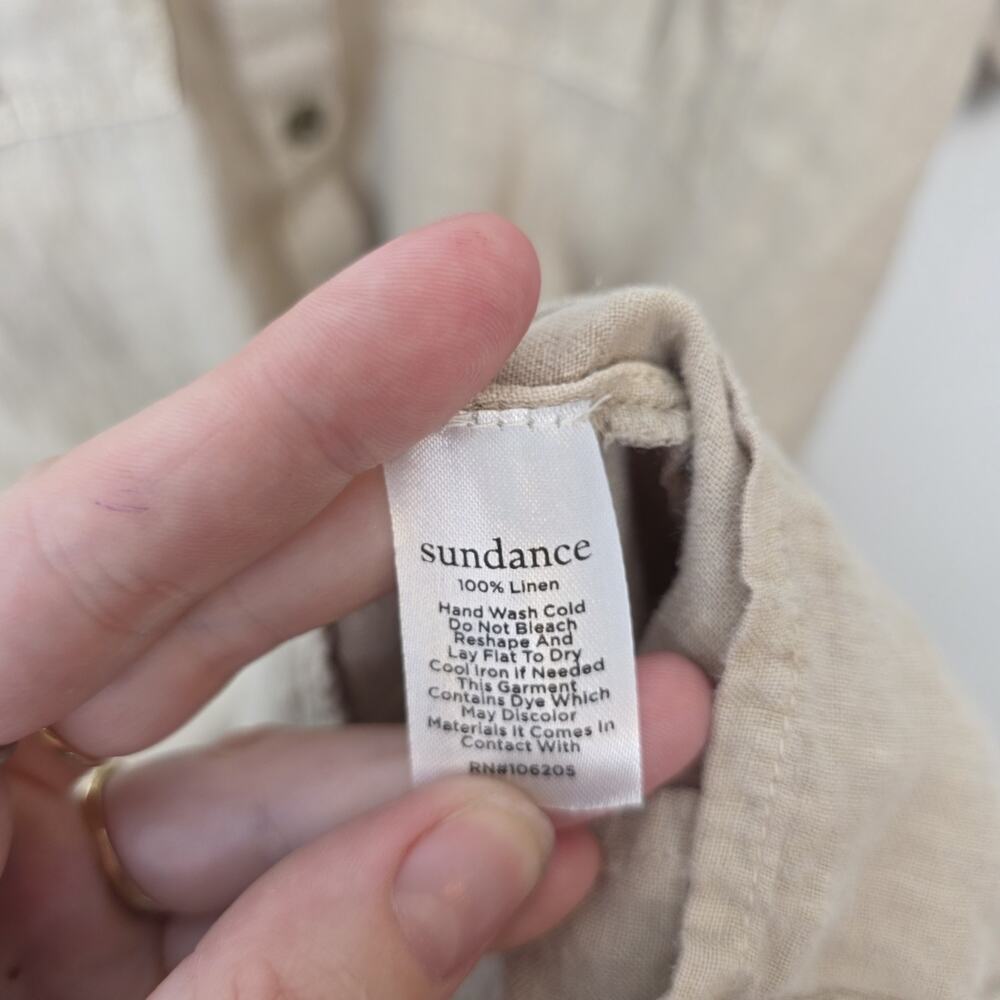 sundance
100% Linen
Hand Wash Cold
Do Not Bleach
Reshape And
Lay Flat To Dry
Cool Iron If Needed
This Garment
Contains Dye Which
May Discolor
Materials It Comes In
Contact With
RN#106205